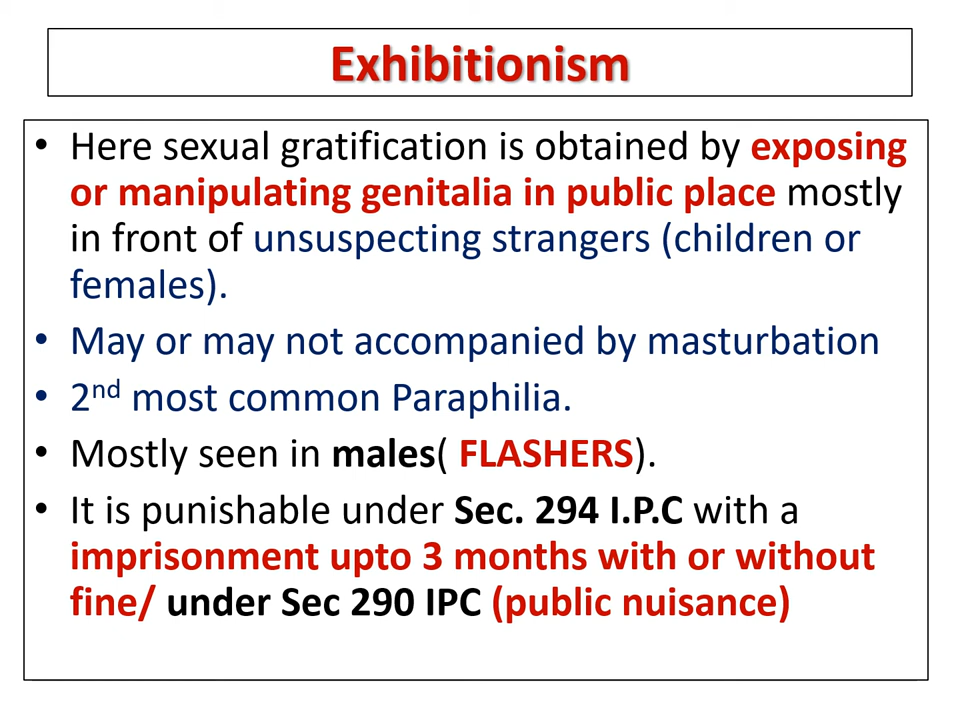 Exhibitionism
• Here sexual gratification is obtained by exposing
or manipulating genitalia in public place mostly
in front of unsuspecting strangers (children or
females).
• May or may not accompanied by masturbation
• 2nd most common Paraphilia.
• Mostly seen in males( FLASHERS).
• It is punishable under Sec. 294 I.P.C with a
imprisonment upto 3 months with or without
fine/ under Sec 290 IPC (public nuisance)